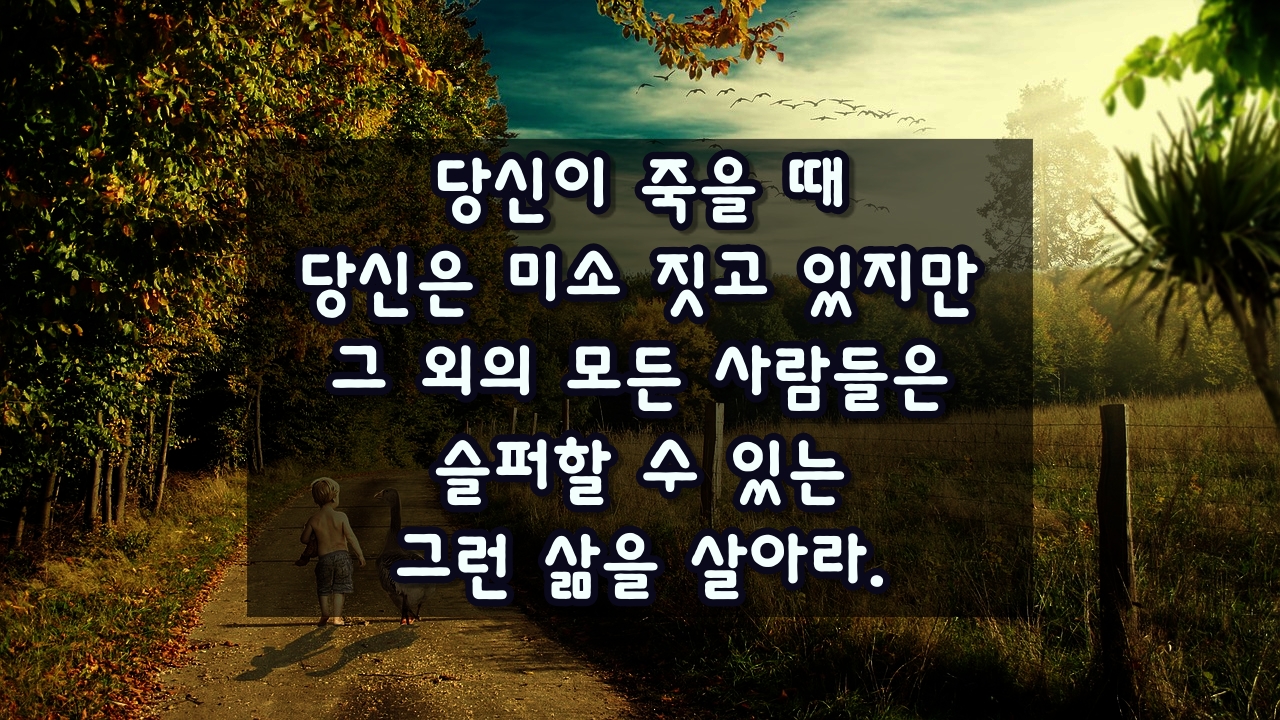 당신이 죽을 때
당신은 미소 짓고 있지만
그 외의 모든 사람들은
슬퍼할 수 있는
그런 삶을 살아라.